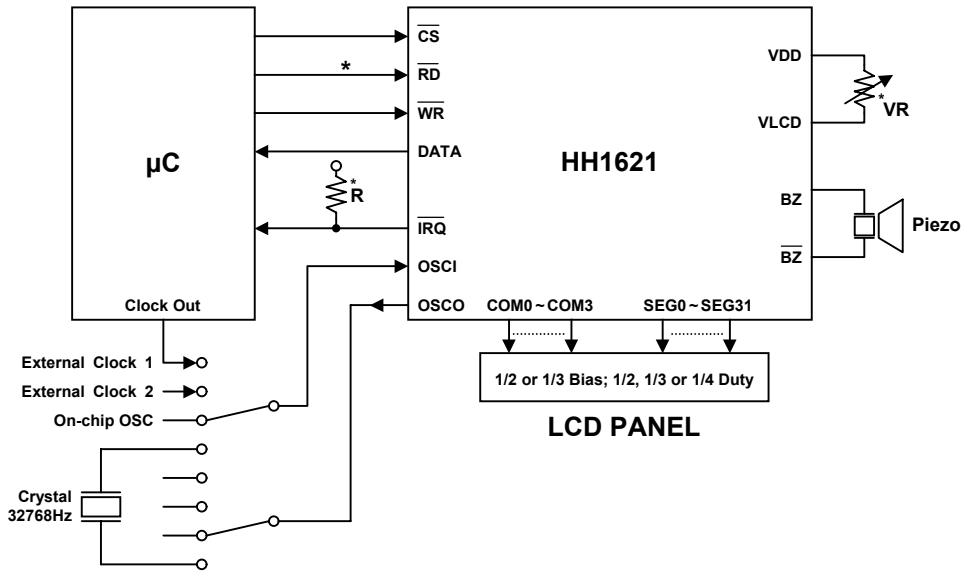 CS
RD
*
WR
DATA
µC
HH1621
*
R
IRQ
OSCI
OSCO
COM0~COM3
SEG0~SEG31
VDD
*
VR
VLCD
BZ
BZ
Piezo
Clock Out
External Clock 1
External Clock 2
On-chip OSC
1/2 or 1/3 Bias; 1/2, 1/3 or 1/4 Duty
LCD PANEL
Crystal
32768Hz